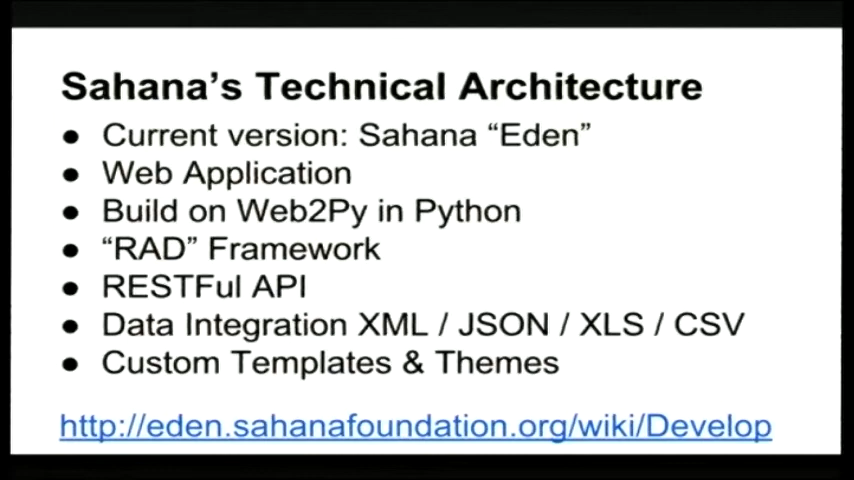 Sahana’s Technical Architecture
● Current version: Sahana “Eden”
● Web Application
● Build on Web2Py in Python
● “RAD” Framework
● RESTFul API
● Data Integration XML / JSON / XLS / CSV
● Custom Templates & Themes
http://eden.sahanafoundation.org/wiki/Develop